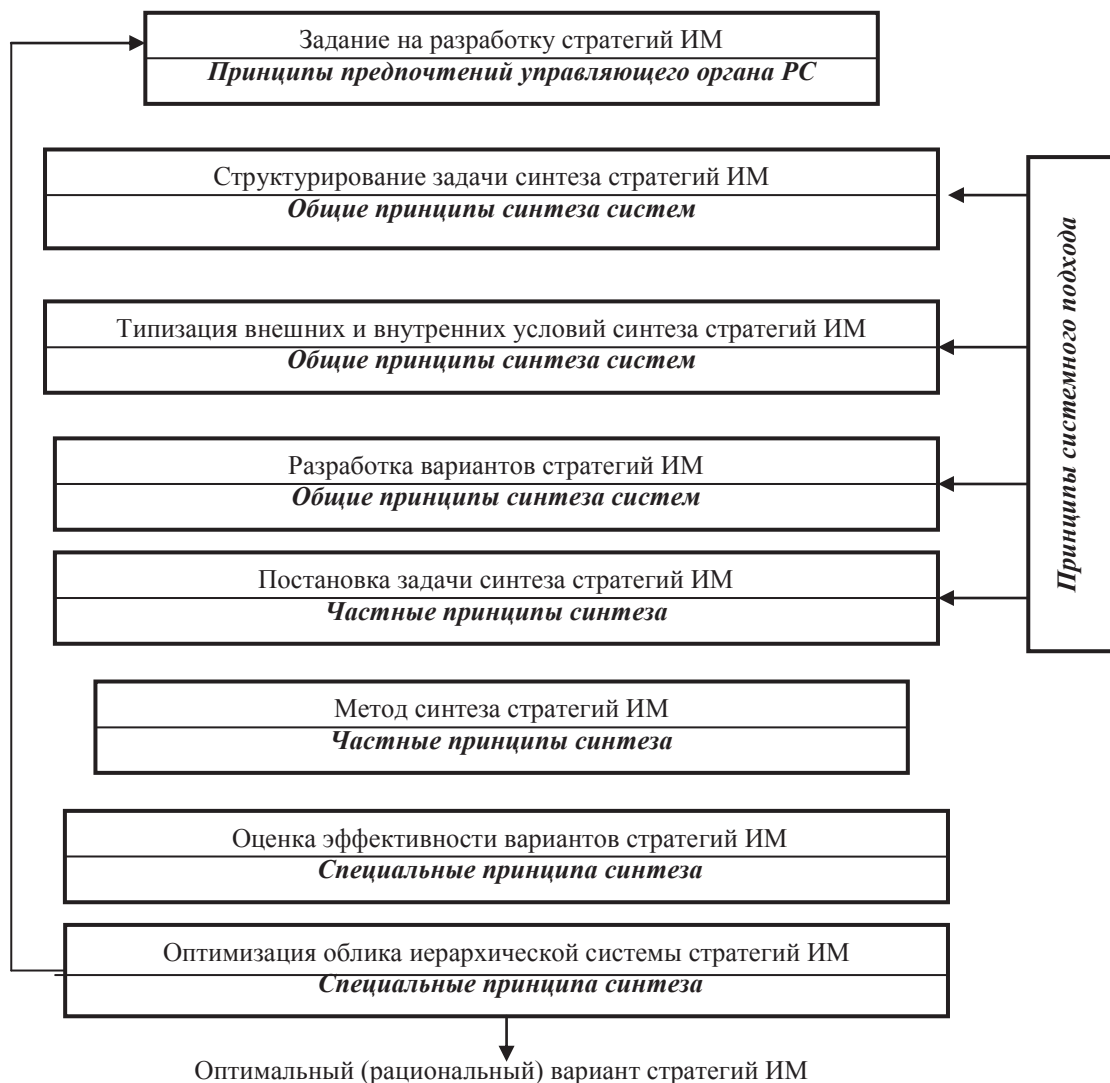 Задание на разработку стратегий ИМ
Принципы предпочтений управляющего органа РС
Структурирование задачи синтеза стратегий ИМ
Общие принципы синтеза систем
Типизация внешних и внутренних условий синтеза стратегий ИМ
Общие принципы синтеза систем
Разработка вариантов стратегий ИМ
Общие принципы синтеза систем
Постановка задачи синтеза стратегий ИМ
Частные принципы синтеза
Метод синтеза стратегий ИМ
Частные принципы синтеза
Оценка эффективности вариантов стратегий ИМ
Специальные принципа синтеза
Оптимизация облика иерархической системы стратегий ИМ
Специальные принципа синтеза
Оптимальный (рациональный) вариант стратегий ИМ
Принципы системного подхода